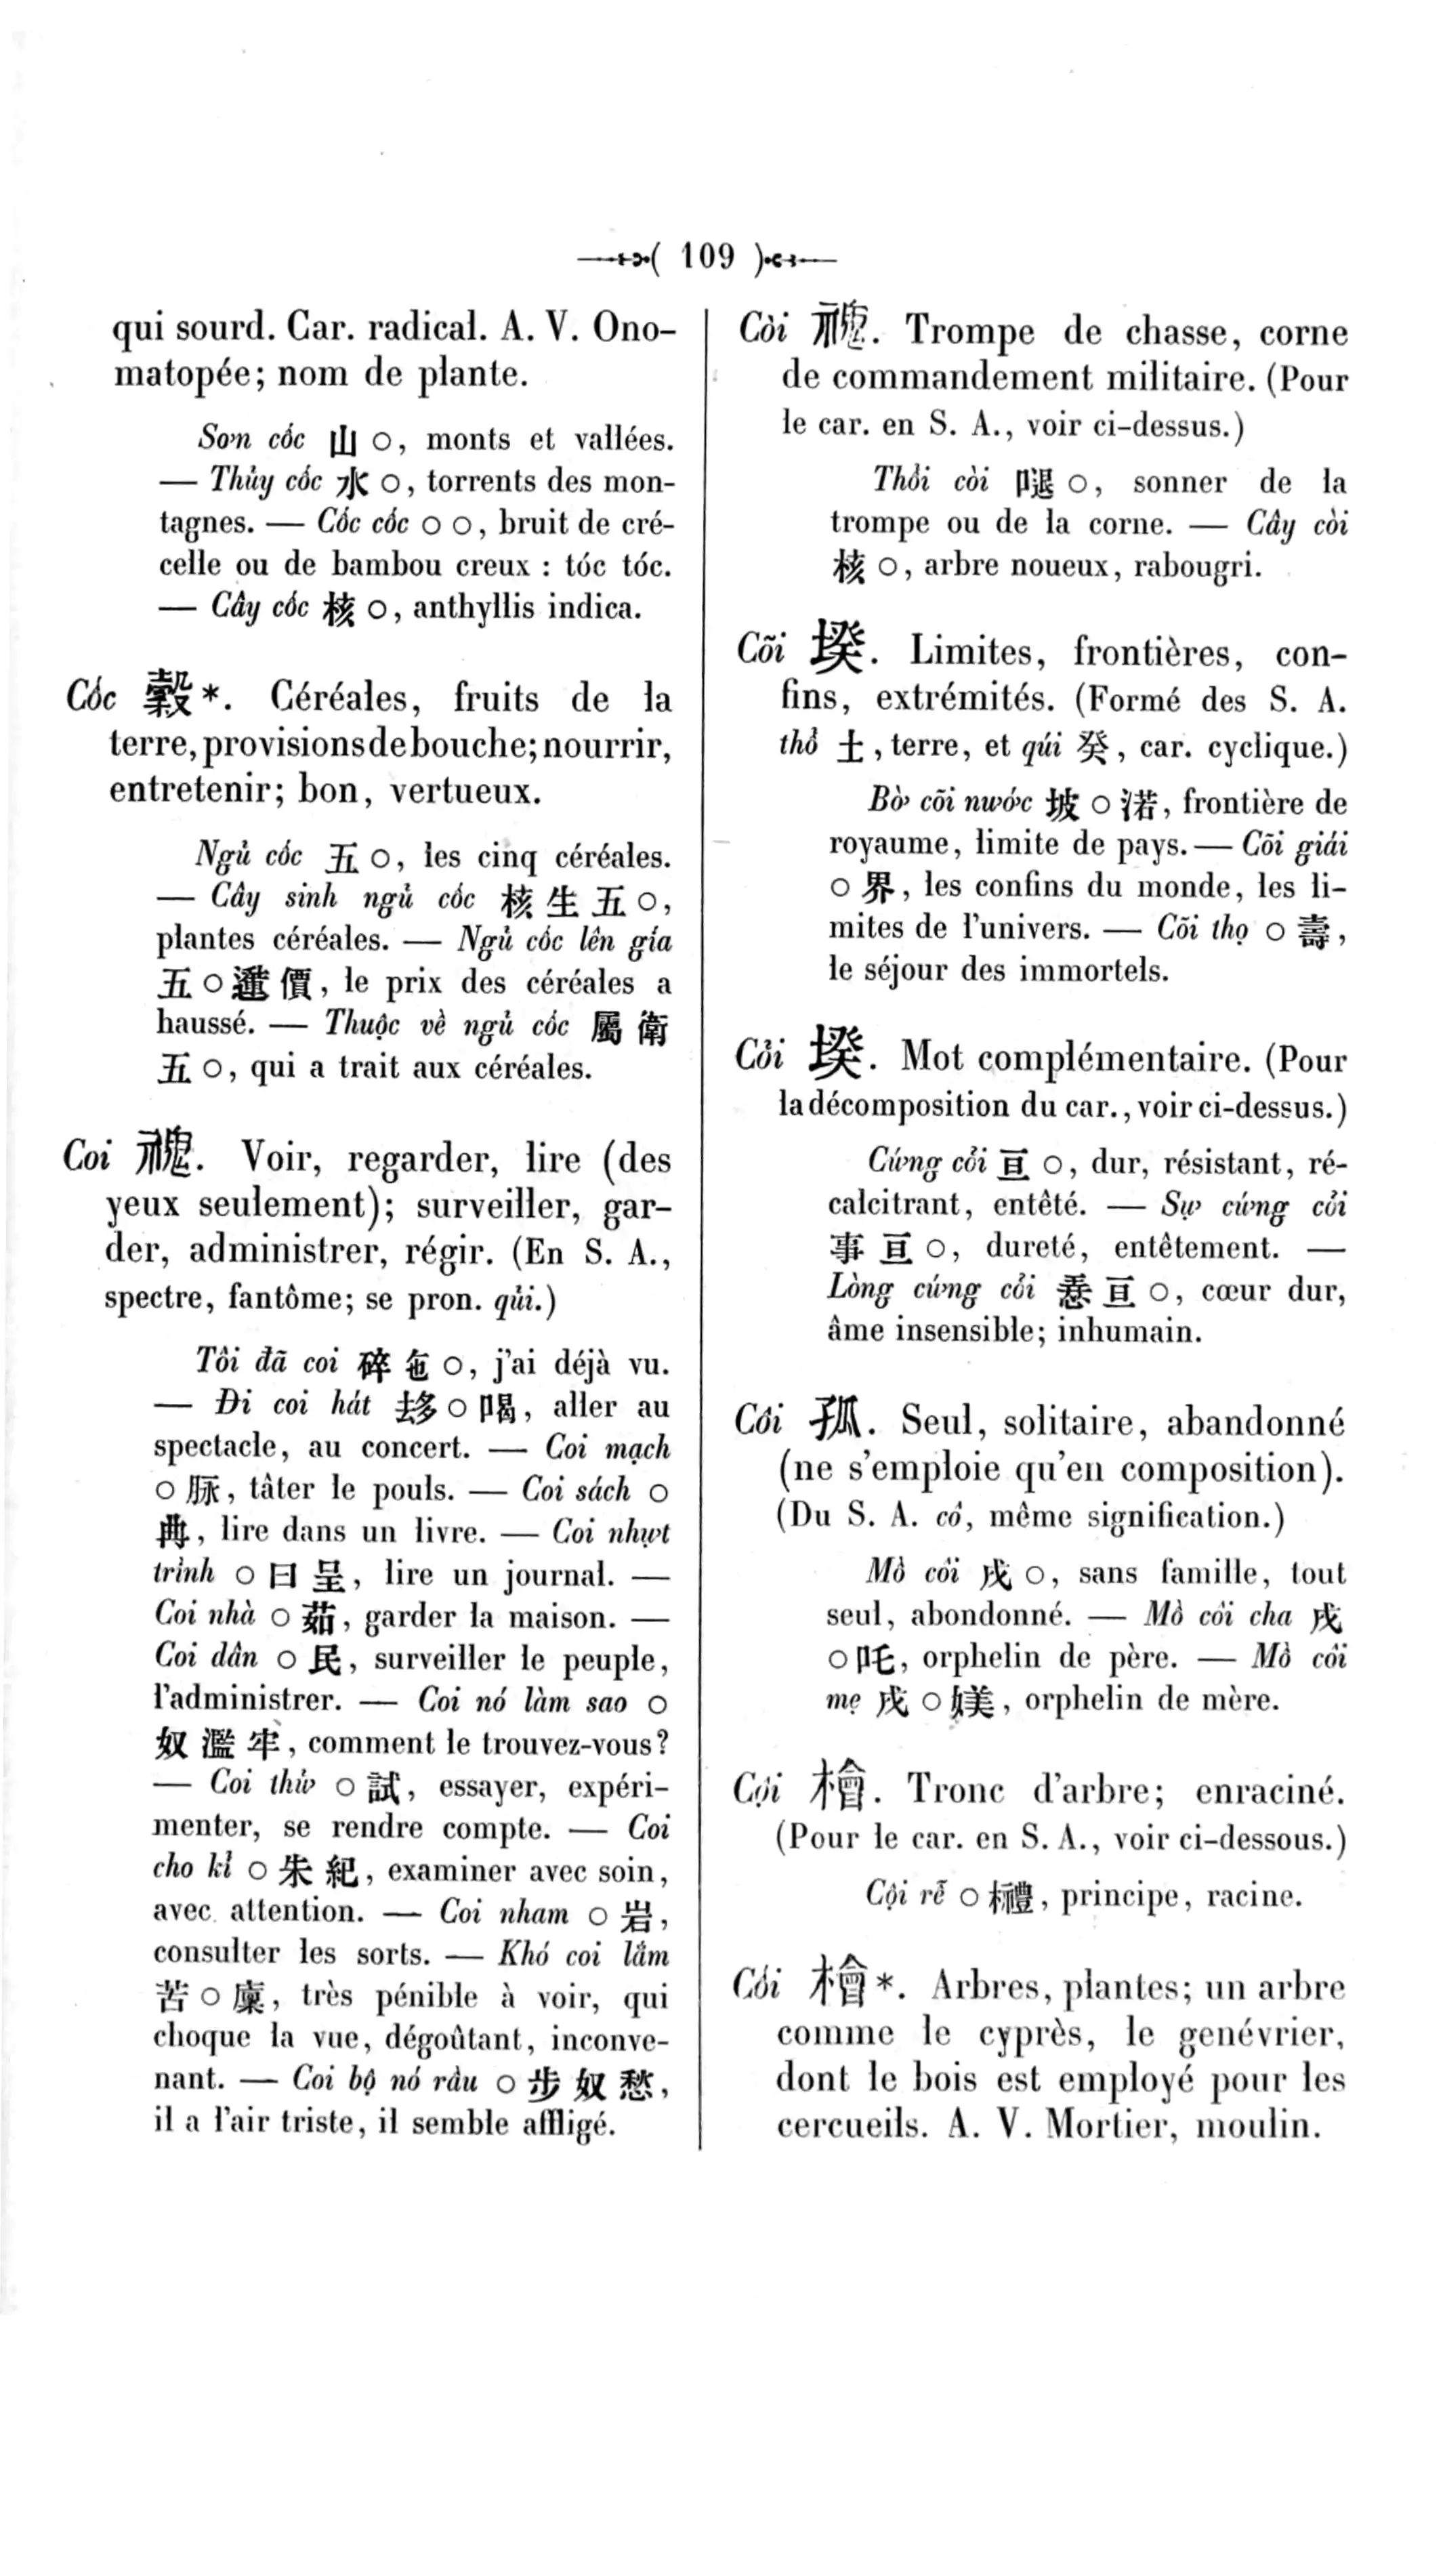 ( 109 )
qui sourd. Car. radical. A. V. Ono-
matopée; nom de plante.
Sơn cốc 山 ○, monts et vallées.
— Thủy cốc 水 ○, torrents des mon-
tagnes. — Cốc cốc ○ ○, bruit de cré-
celle ou de bambou creux : tóc tóc.
— Cây cốc 核 ○, anthyllis indica.
Cốc 穀*. Céréales, fruits de la
terre, provisions de bouche; nourrir,
entretenir; bon, vertueux.
Ngủ cốc 五 ○, les cinq céréales.
— Cây sinh ngủ cốc 核 生 五 ○,
plantes céréales. — Ngủ cốc lên gía
五 ○ 價, le prix des céréales a
haussé. — Thuộc về ngủ cốc 屬 衛
五 ○, qui a trait aux céréales.
Coi. Voir, regarder, lire (des
yeux seulement); surveiller, gar-
der, administrer, régir. (En S. A.,
spectre, fantôme; se pron. qủi.)
Tôi đã coi 碎 ○, j'ai déjà vu.
— Đi coi hát 𠫾 ○ 喝, aller au
spectacle, au concert. — Coi mạch
○ 脉, tâter le pouls. — Coi sách ○
冊, lire dans un livre. — Coi nhựt
trình ○ 日 呈, lire un journal. —
Coi nhà ○ 茹, garder la maison. —
Coi dân ○ 民, surveiller le peuple,
l'administrer. — Coi nó làm sao ○
奴 濫 牢, comment le trouvez-vous?
— Coi thử ○ 試, essayer, expéri-
menter, se rendre compte. — Coi
cho kỉ ○ 朱 紀, examiner avec soin,
avec attention. — Coi nham ○ 岩,
consulter les sorts. — Khó coi lắm
苦 ○ 廩, très pénible à voir, qui
choque la vue, dégoûtant, inconve-
nant. — Coi bộ nó rầu ○ 步 奴 愁,
il a l'air triste, il semble affligé.
Còi. Trompe de chasse, corne
de commandement militaire. (Pour
le car. en S. A., voir ci-dessus.)
Thổi còi ○, sonner de la
trompe ou de la corne. — Cây còi
核 ○, arbre noueux, rabougri.
Cõi 堃. Limites, frontières, con-
fins, extrémités. (Formé des S. A.
thổ 土, terre, et qúi 癸, car. cyclique.)
Bờ cõi nước 坡 ○ 渃, frontière de
royaume, limite de pays. — Cõi giái
○ 界, les confins du monde, les li-
mites de l'univers. — Cõi thọ ○ 壽,
le séjour des immortels.
Cỏi. Mot complémentaire. (Pour
la décomposition du car., voir ci-dessus.)
Cứng cỏi 亘 ○, dur, résistant, ré-
calcitrant, entêté. — Sự cứng cỏi
事 亘 ○, dureté, entêtement. —
Lòng cứng cỏi 亘 ○, cœur dur,
âme insensible; inhumain.
Côi 孤. Seul, solitaire, abandonné
(ne s'emploie qu'en composition).
(Du S. A. cô, même signification.)
Mồ côi 戍 ○, sans famille, tout
seul, abondonné. — Mồ côi cha 戍
○ 吒, orphelin de père. — Mồ côi
mẹ 戍 ○ 媄, orphelin de mère.
Cội 檜. Tronc d'arbre; enraciné.
(Pour le car. en S. A., voir ci-dessous.)
Cội rễ ○, principe, racine.
Cối 檜*. Arbres, plantes; un arbre
comme le cyprès, le genévrier,
dont le bois est employé pour les
cercueils. A. V. Mortier, moulin.